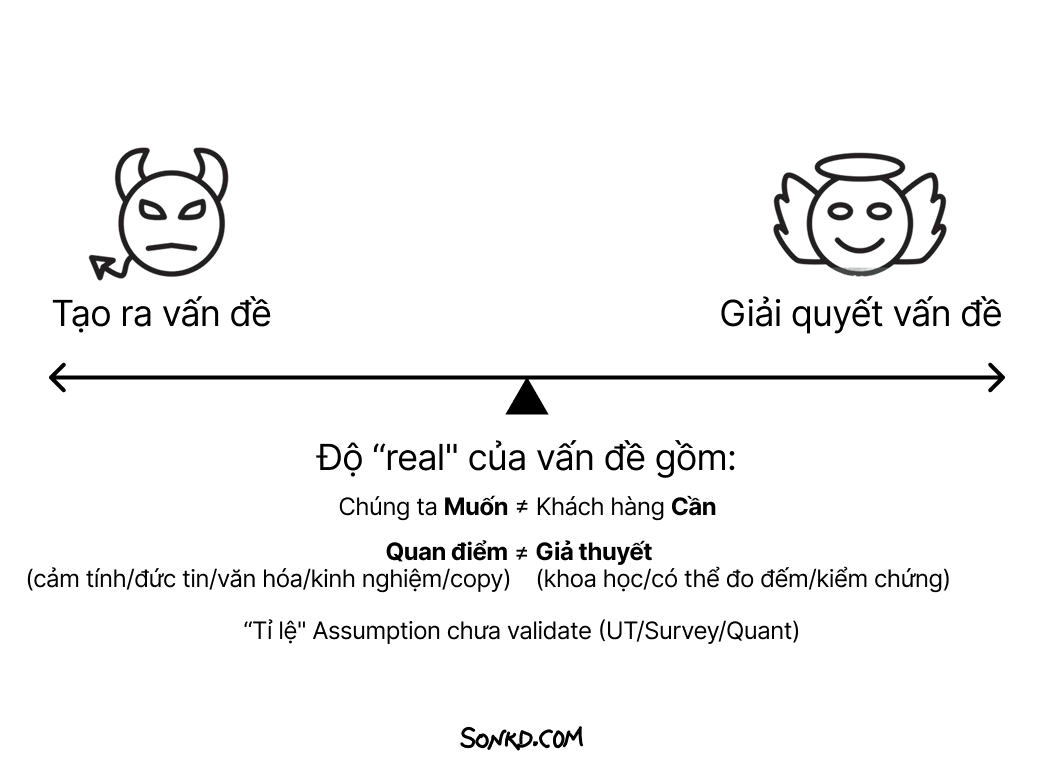 Tạo ra vấn đề
Giải quyết vấn đề
Độ “real" của vấn đề gồm:
Chúng ta Muốn ≠ Khách hàng Cần
Quan điểm ≠ Giả thuyết
(cảm tính/đức tin/văn hóa/kinh nghiệm/copy) (khoa học/có thể đo đếm/kiểm chứng)
“Tỉ lệ" Assumption chưa validate (UT/Survey/Quant)
SONKD.COM